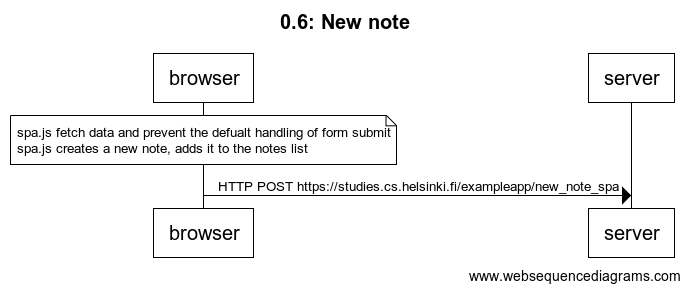 0.6: New note
browser
server
spa.js fetch data and prevent the defualt handling of form submit
spa.js creates a new note, adds it to the notes list
HTTP POST https://studies.cs.helsinki.fi/exampleapp/new_note_spa
browser
server
www.websequencediagrams.com